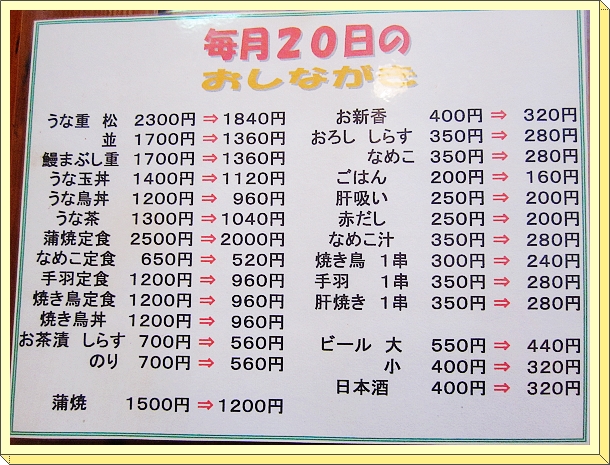 毎月20日の
おしながき
うな重 松 2300円⇒1840円
並 1700円⇒1360円
鰻まぶし重 1700円⇒1360円
うな玉丼 1400円⇒1120円
うな鳥丼 1200円⇒ 960円
うな茶 1300円⇒1040円
蒲焼定食 2500円⇒2000円
なめこ定食 650円⇒ 520円
手羽定食 1200円⇒ 960円
焼き鳥定食 1200円⇒ 960円
焼き鳥丼 1200円⇒ 960円
お茶漬 しらす 700円⇒ 560円
のり 700円⇒ 560円
蒲焼 1500円⇒1200円
お新香 400円⇒ 320円
おろし しらす 350円⇒ 280円
なめこ 350円⇒ 280円
ごはん 200円⇒ 160円
肝吸い 250円⇒ 200円
赤だし 250円⇒ 200円
なめこ汁 350円⇒ 280円
焼き鳥 1串 300円⇒ 240円
手羽 1串 350円⇒ 280円
肝焼き 1串 350円⇒ 280円
ビール 大 550円⇒ 440円
小 400円⇒ 320円
日本酒 400円⇒ 320円